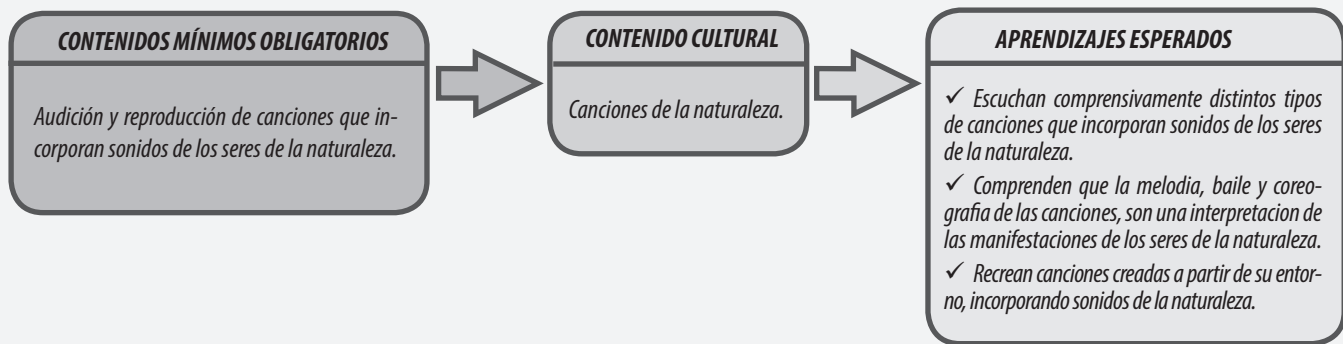 CONTENIDOS MÍNIMOS OBLIGATORIOS
Audición y reproducción de canciones que in-
corporan sonidos de los seres de la naturaleza.
CONTENIDO CULTURAL
Canciones de la naturaleza.
APRENDIZAJES ESPERADOS
✓ Escuchan comprensivamente distintos tipos
de canciones que incorporan sonidos de los seres
de la naturaleza.
✓ Comprenden que la melodia, baile y coreo-
grafia de las canciones, son una interpretacion de
las manifestaciones de los seres de la naturaleza.
✓ Recrean canciones creadas a partir de su entor-
no, incorporando sonidos de la naturaleza.